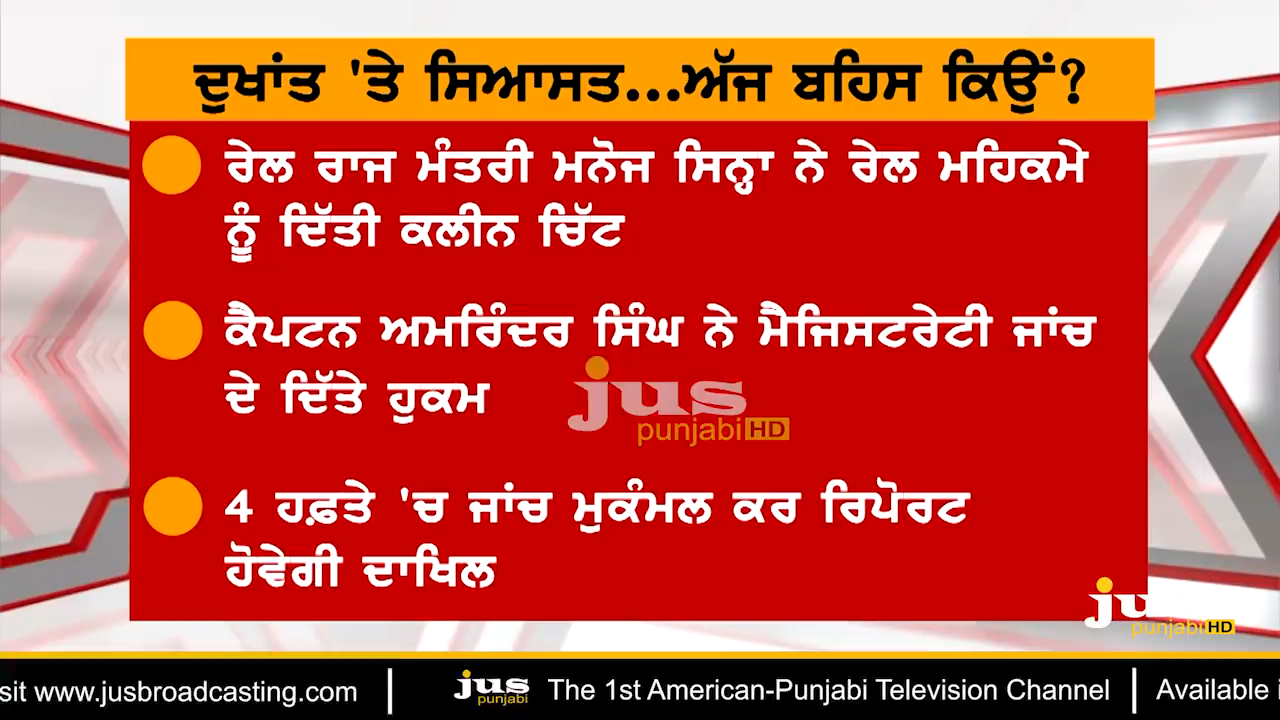 ਦੁਖਾਂਤ 'ਤੇ ਸਿਆਸਤ...ਅੱਜ ਬਹਿਸ ਕਿਉਂ?
ਰੇਲ ਰਾਜ ਮੰਤਰੀ ਮਨੋਜ ਸਿਨ੍ਹਾ ਨੇ ਰੇਲ ਮਹਿਕਮੇ
ਨੂੰ ਦਿੱਤੀ ਕਲੀਨ ਚਿੱਟ
ਕੈਪਟਨ ਅਮਰਿੰਦਰ ਸਿੰਘ ਨੇ ਮੈਜਿਸਟਰੇਟੀ ਜਾਂਚ
ਦੇ ਦਿੱਤੇ ਹੁਕਮ
jus
punjabi HD
4 ਹਫ਼ਤੇ 'ਚ ਜਾਂਚ ਮੁਕੰਮਲ ਕਰ ਰਿਪੋਰਟ
ਹੋਵੇਗੀ ਦਾਖਿਲ
ju
punjabi HD
sit www.jusbroadcasting.com | jus punjabi The 1st American-Punjabi Television Channel | Available